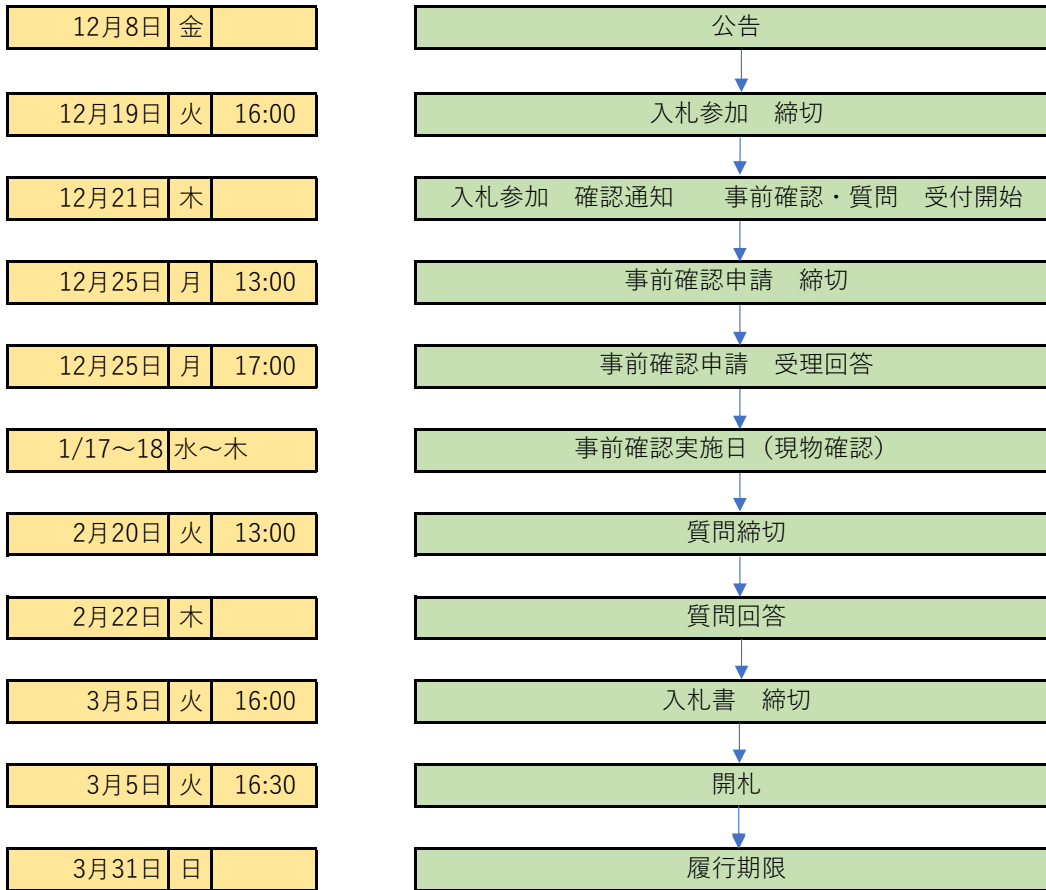 12月8日 金 公告
12月19日 火 16:00 入札参加　締切
12月21日 木 入札参加　確認通知　　事前確認・質問　受付開始
12月25日 月 13:00 事前確認申請　締切
12月25日 月 17:00 事前確認申請　受理回答
1/17～18 水～木 事前確認実施日（現物確認）
2月20日 火 13:00 質問締切
2月22日 木 質問回答
3月5日 火 16:00 入札書　締切
3月5日 火 16:30 開札
3月31日 日 履行期限